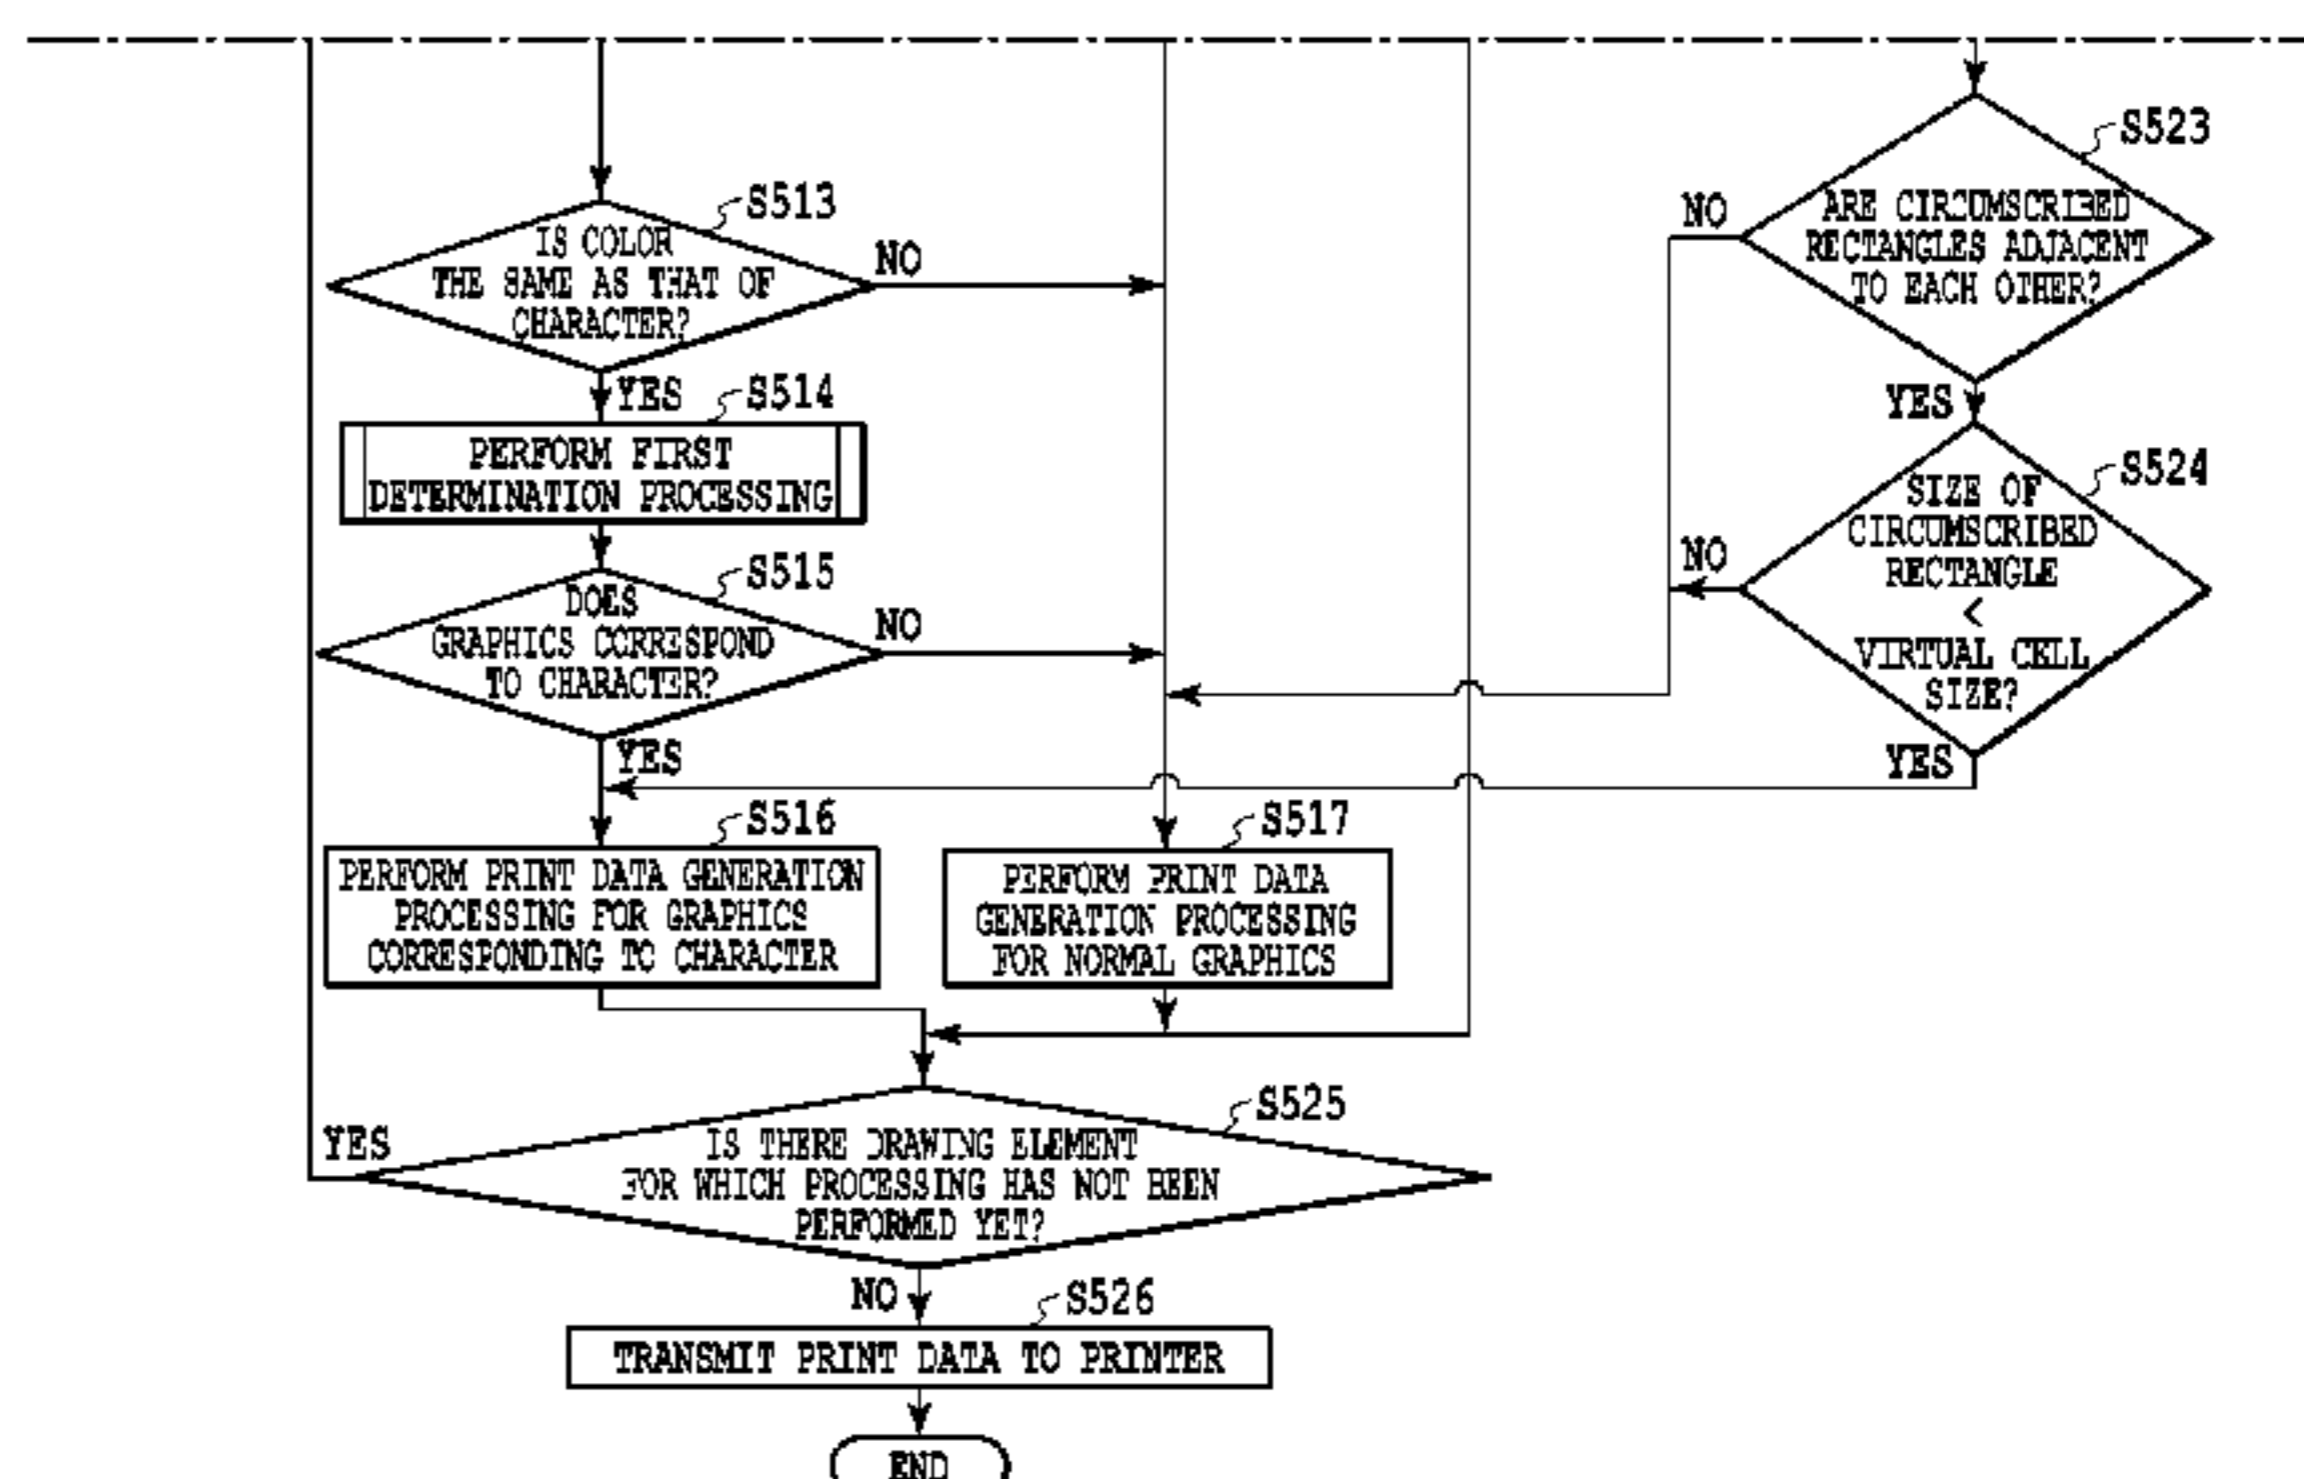 S513
IS COLOR
THE SAME AS THAT OF
CHARACTER?
NO
YES
S514
PERFORM FIRST
DETERMINATION PROCESSING
S515
DOES
GRAPHICS CORRESPOND
TO CHARACTER?
NO
YES
S523
ARE CIRCUMSCRIBED
RECTANGLES ADJACENT
TO EACH OTHER?
NO
YES
S524
SIZE OF
CIRCUMSCRIBED
RECTANGLE
<
VIRTUAL CELL
SIZE?
NO
YES
S516
PERFORM PRINT DATA GENERATION
PROCESSING FOR GRAPHICS
CORRESPONDING TO CHARACTER
S517
PERFORM PRINT DATA
GENERATION PROCESSING
FOR NORMAL GRAPHICS
S525
IS THERE DRAWING ELEMENT
FOR WHICH PROCESSING HAS NOT BEEN
PERFORMED YET?
YES
NO
S526
TRANSMIT PRINT DATA TO PRINTER
END